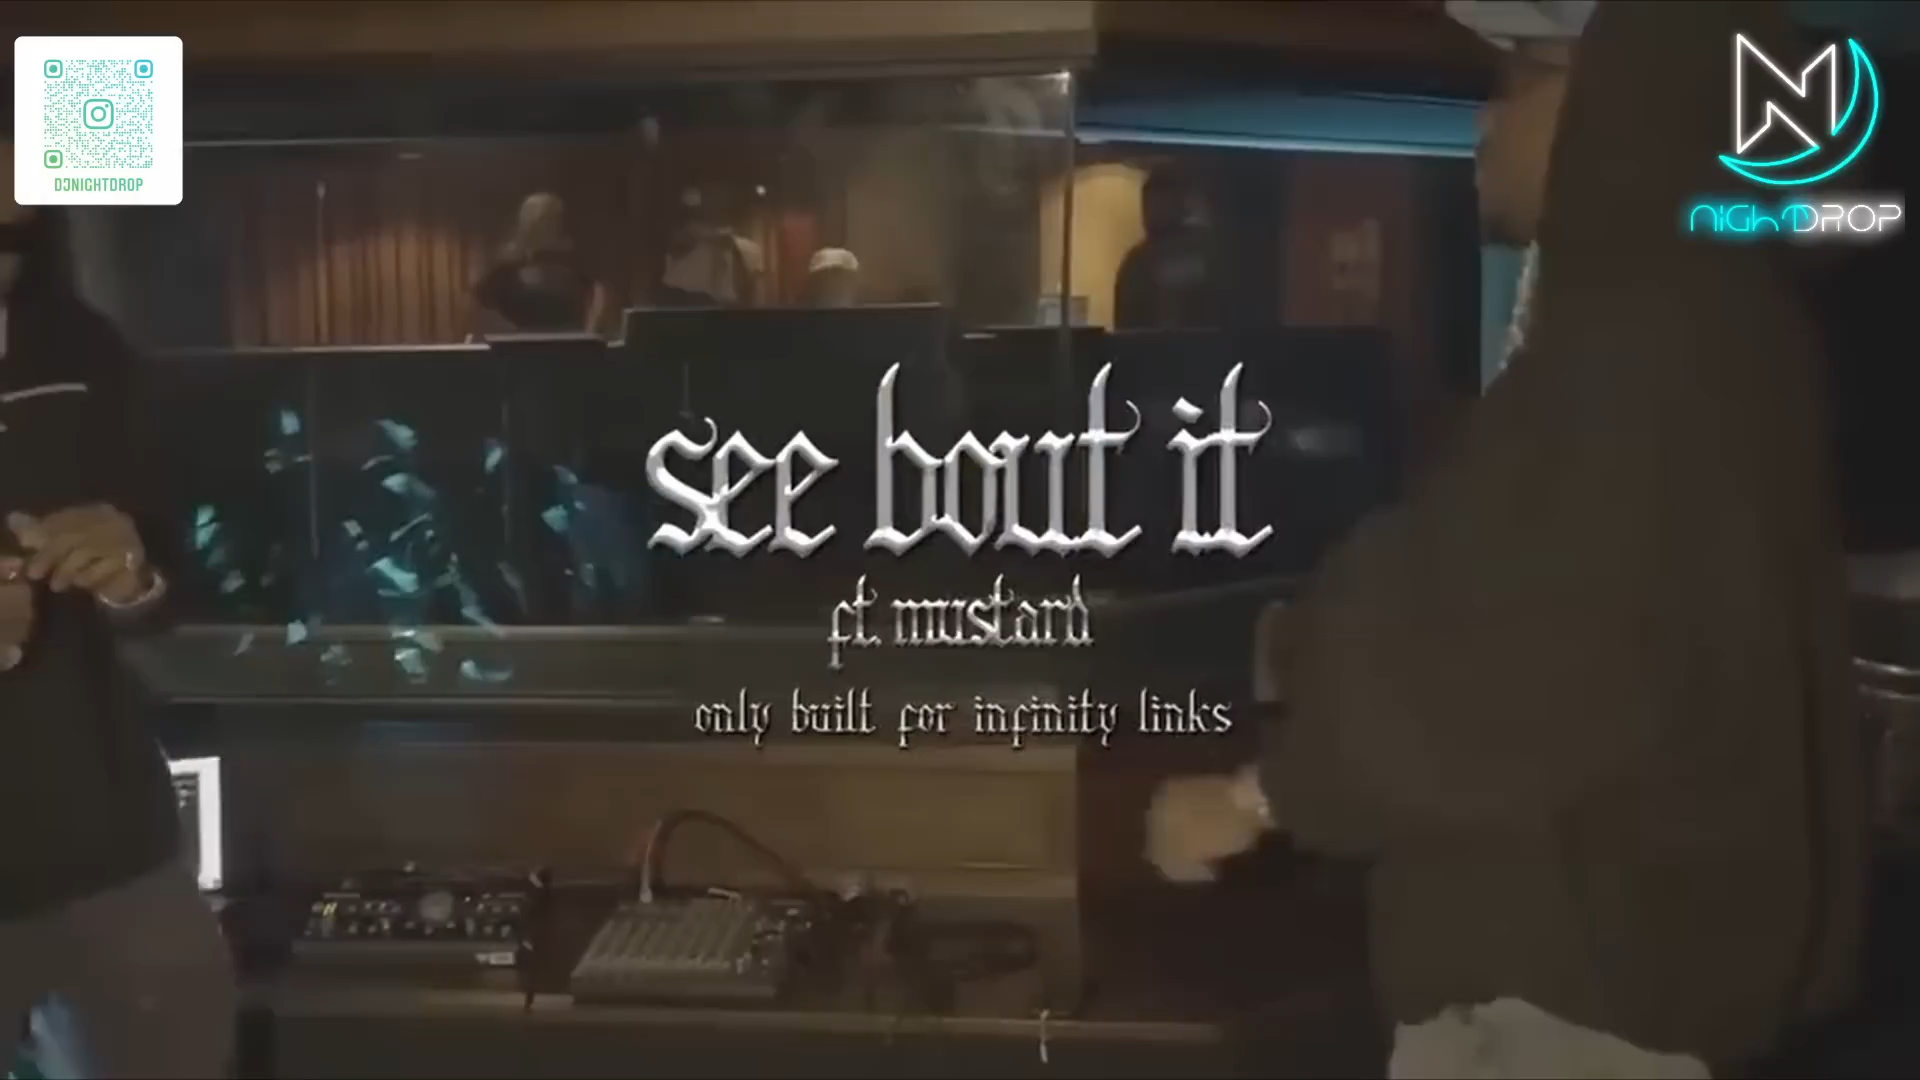 DJNIGHTDROP
NIGHTDROP
see bout it
ft. mustard
only built for infinity links